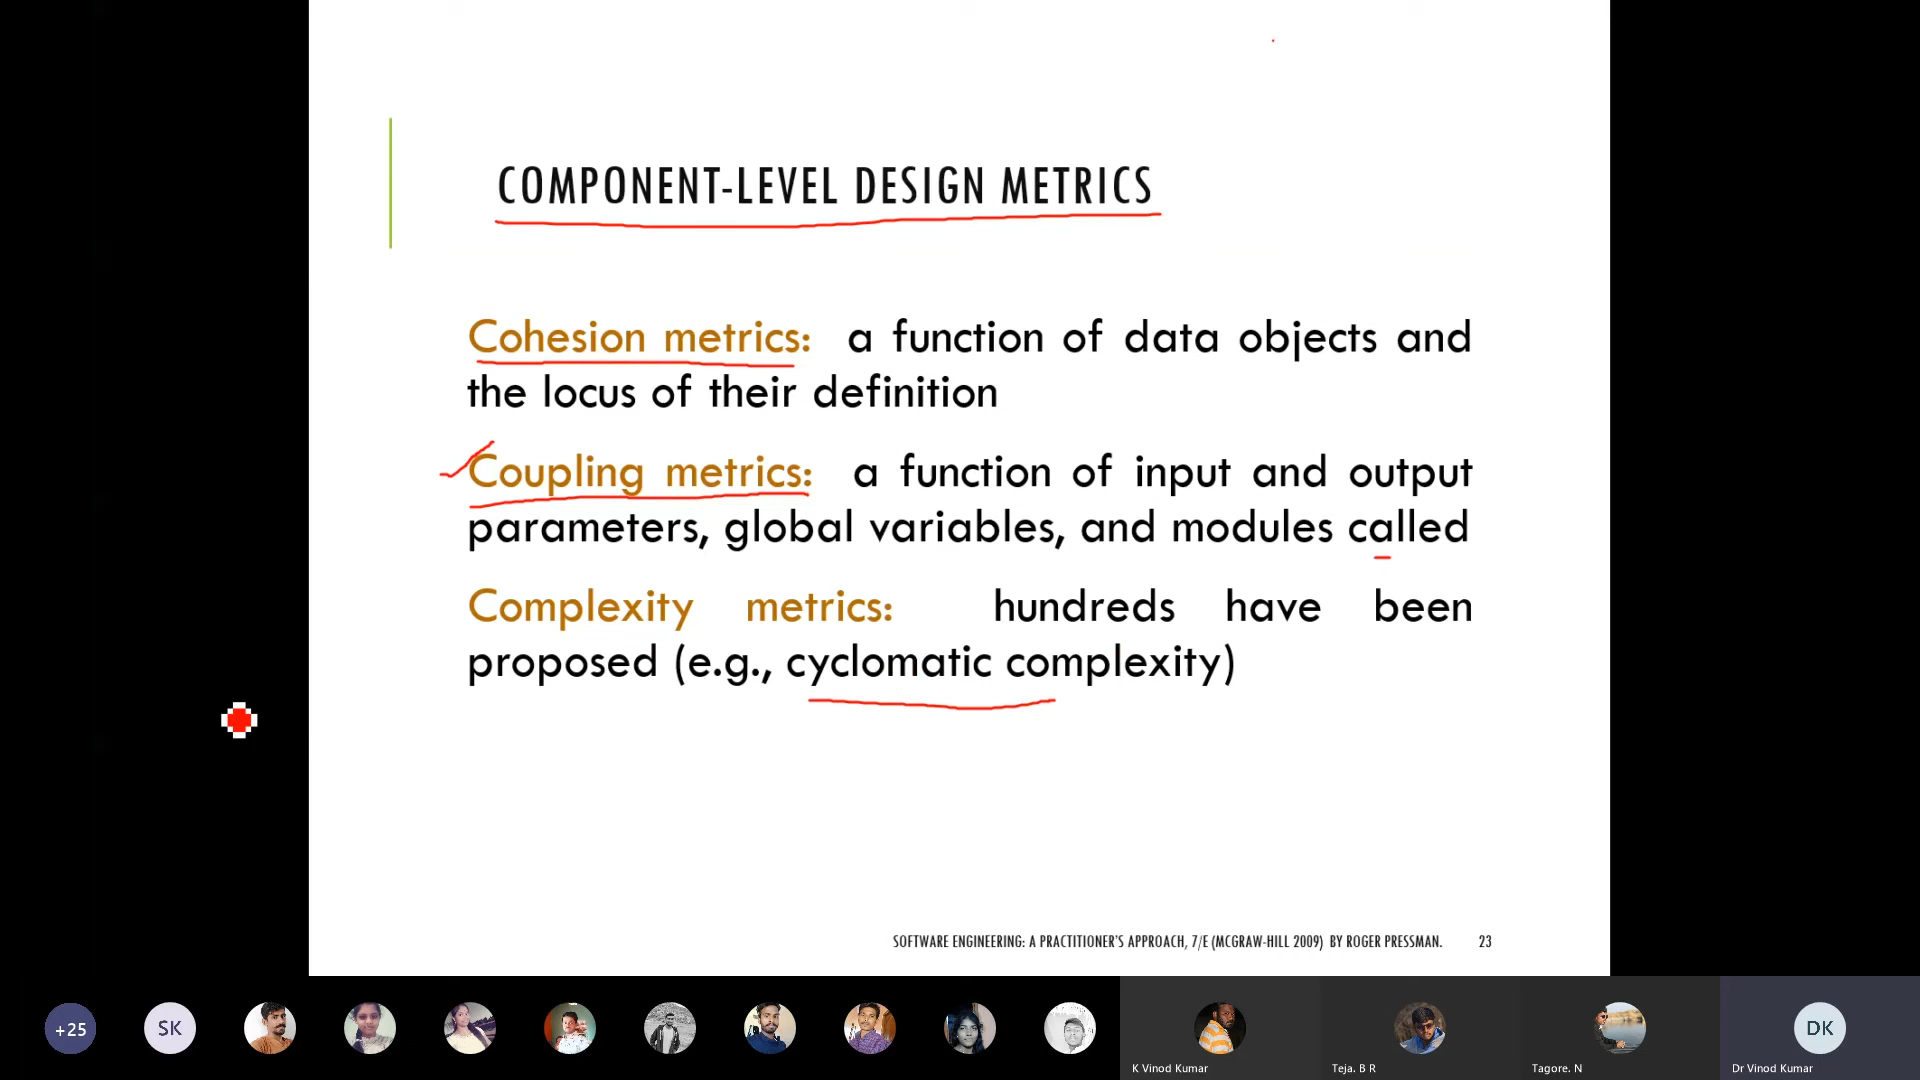 COMPONENT-LEVEL DESIGN METRICS
Cohesion metrics: a function of data objects and
the locus of their definition
Coupling metrics: a function of input and output
parameters, global variables, and modules called
Complexity metrics: hundreds have been
proposed (e.g., cyclomatic complexity)
SOFTWARE ENGINEERING: A PRACTITIONER'S APPROACH, 7/E (MCGRAW-HILL 2009) BY ROGER PRESSMAN. 23
+25
SK
DK
K Vinod Kumar
Teja. B R
Tagore. N
Dr Vinod Kumar